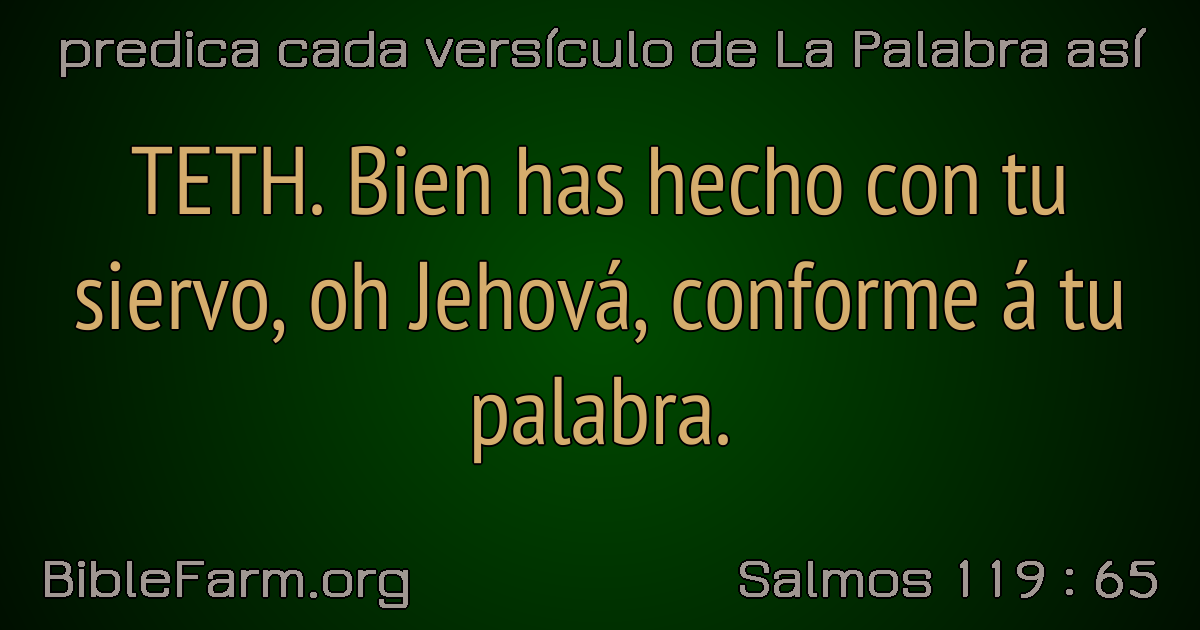 predica cada versículo de La Palabra así
TETH. Bien has hecho con tu
siervo, oh Jehová, conforme á tu
palabra.
BibleFarm.org
Salmos 119 : 65